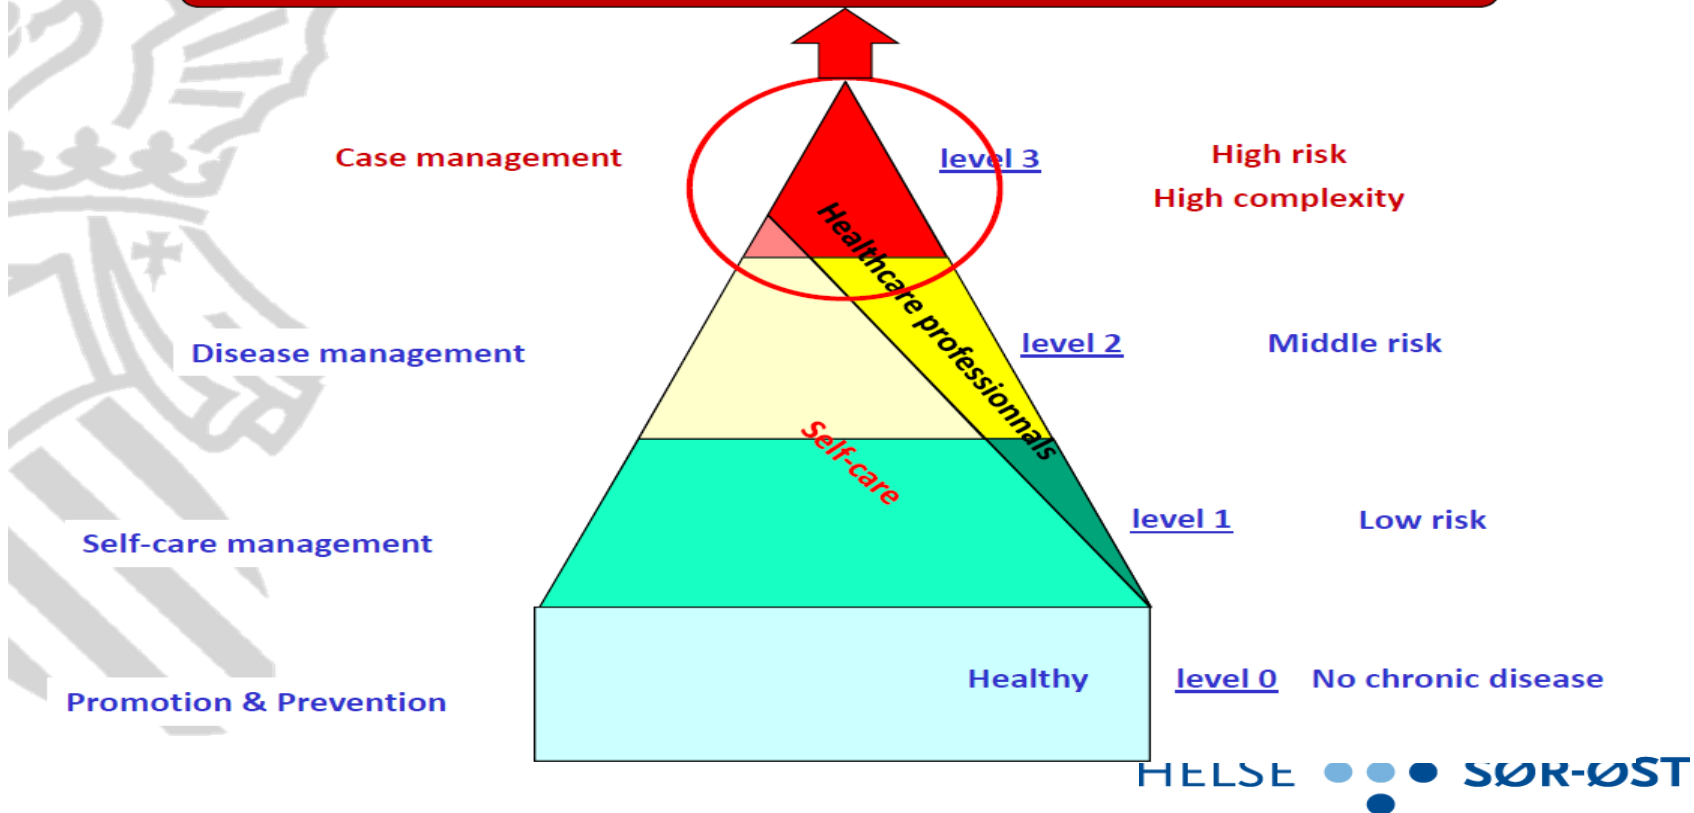 Case management
level 3
High risk
High complexity
Healthcare professionnals
Disease management
level 2
Middle risk
Self-care
Self-care management
level 1
Low risk
Promotion & Prevention
Healthy
level 0
No chronic disease
HELSE SØR-ØST